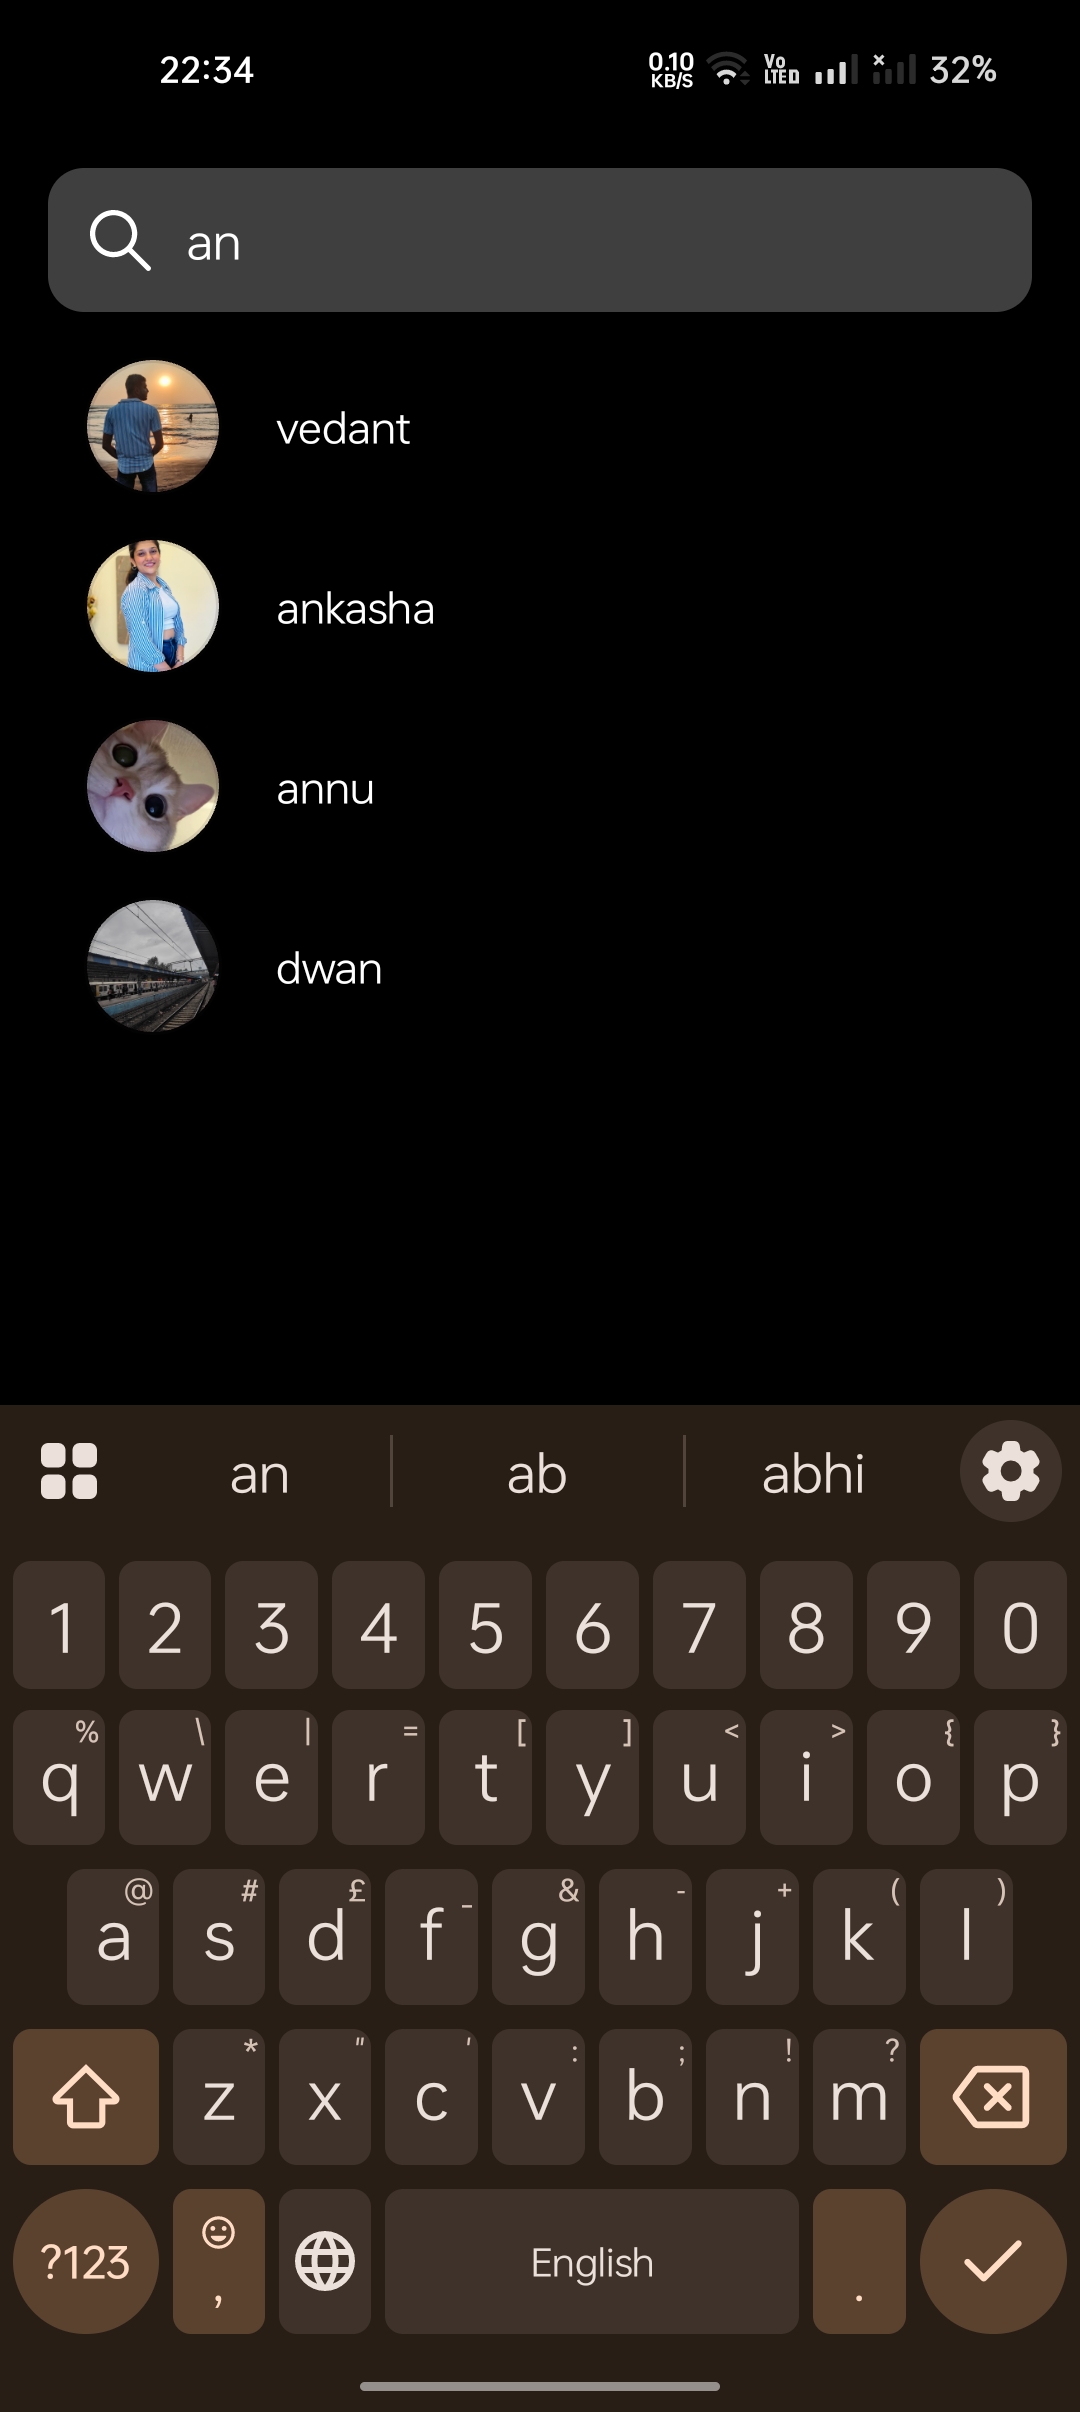 22:34 0.10 KB/S Vo LTED 32%
an
vedant
ankasha
annu
dwan
an ab abhi
1 2 3 4 5 6 7 8 9 0
% \ | = [ ] < > { }
q w e r t y u i o p
@ # £ _ & - + ( )
a s d f g h j k l
* " ' : ; ! ?
z x c v b n m
?123 , English .